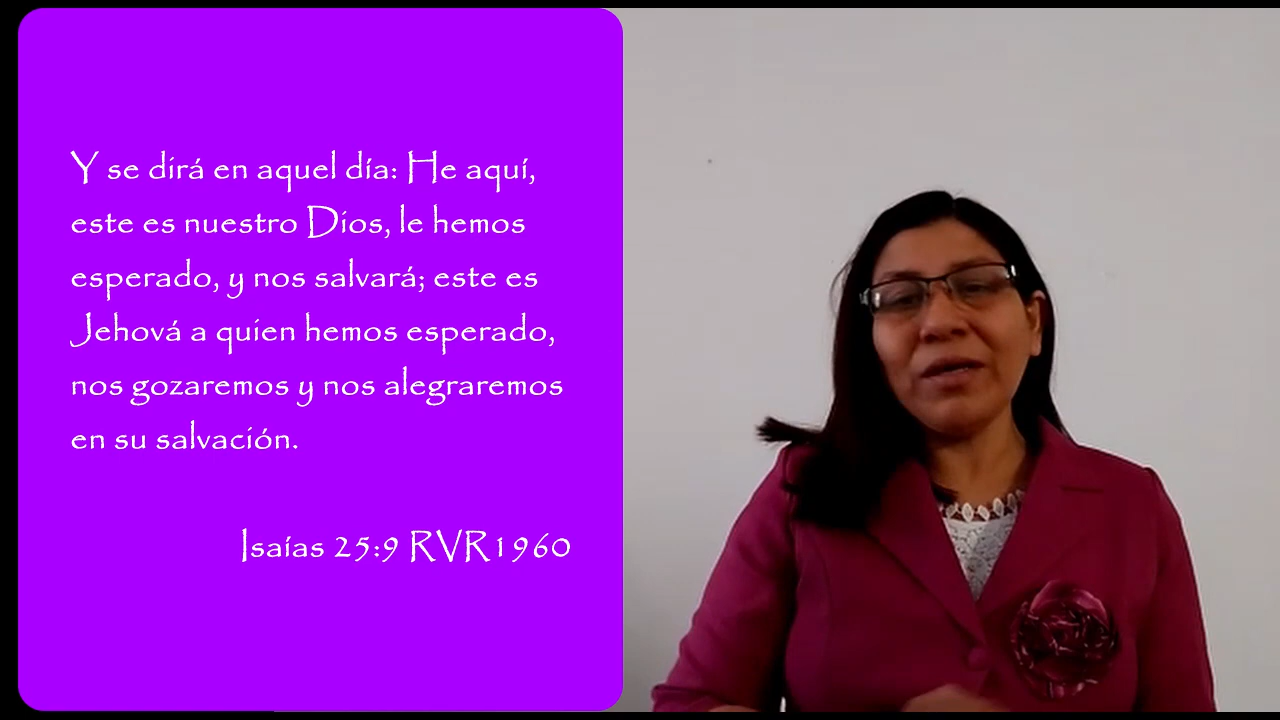 Y se dirá en aquel día: He aquí,
este es nuestro Dios, le hemos
esperado, y nos salvará; este es
Jehová a quien hemos esperado,
nos gozaremos y nos alegraremos
en su salvación.
Isaías 25:9 RVR1960